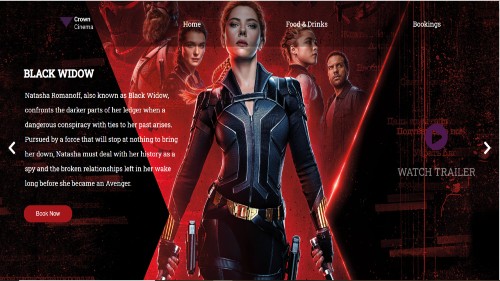 Crown
Cinema
Home
Food & Drinks
Bookings
BLACK WIDOW
Natasha Romanoff, also known as Black Widow,
confronts the darker parts of her ledger when a
dangerous conspiracy with ties to her past arises.
Pursued by a force that will stop at nothing to bring
her down, Natasha must deal with her history as a
spy and the broken relationships left in her wake
long before she became an Avenger.
WATCH TRAILER
Book Now